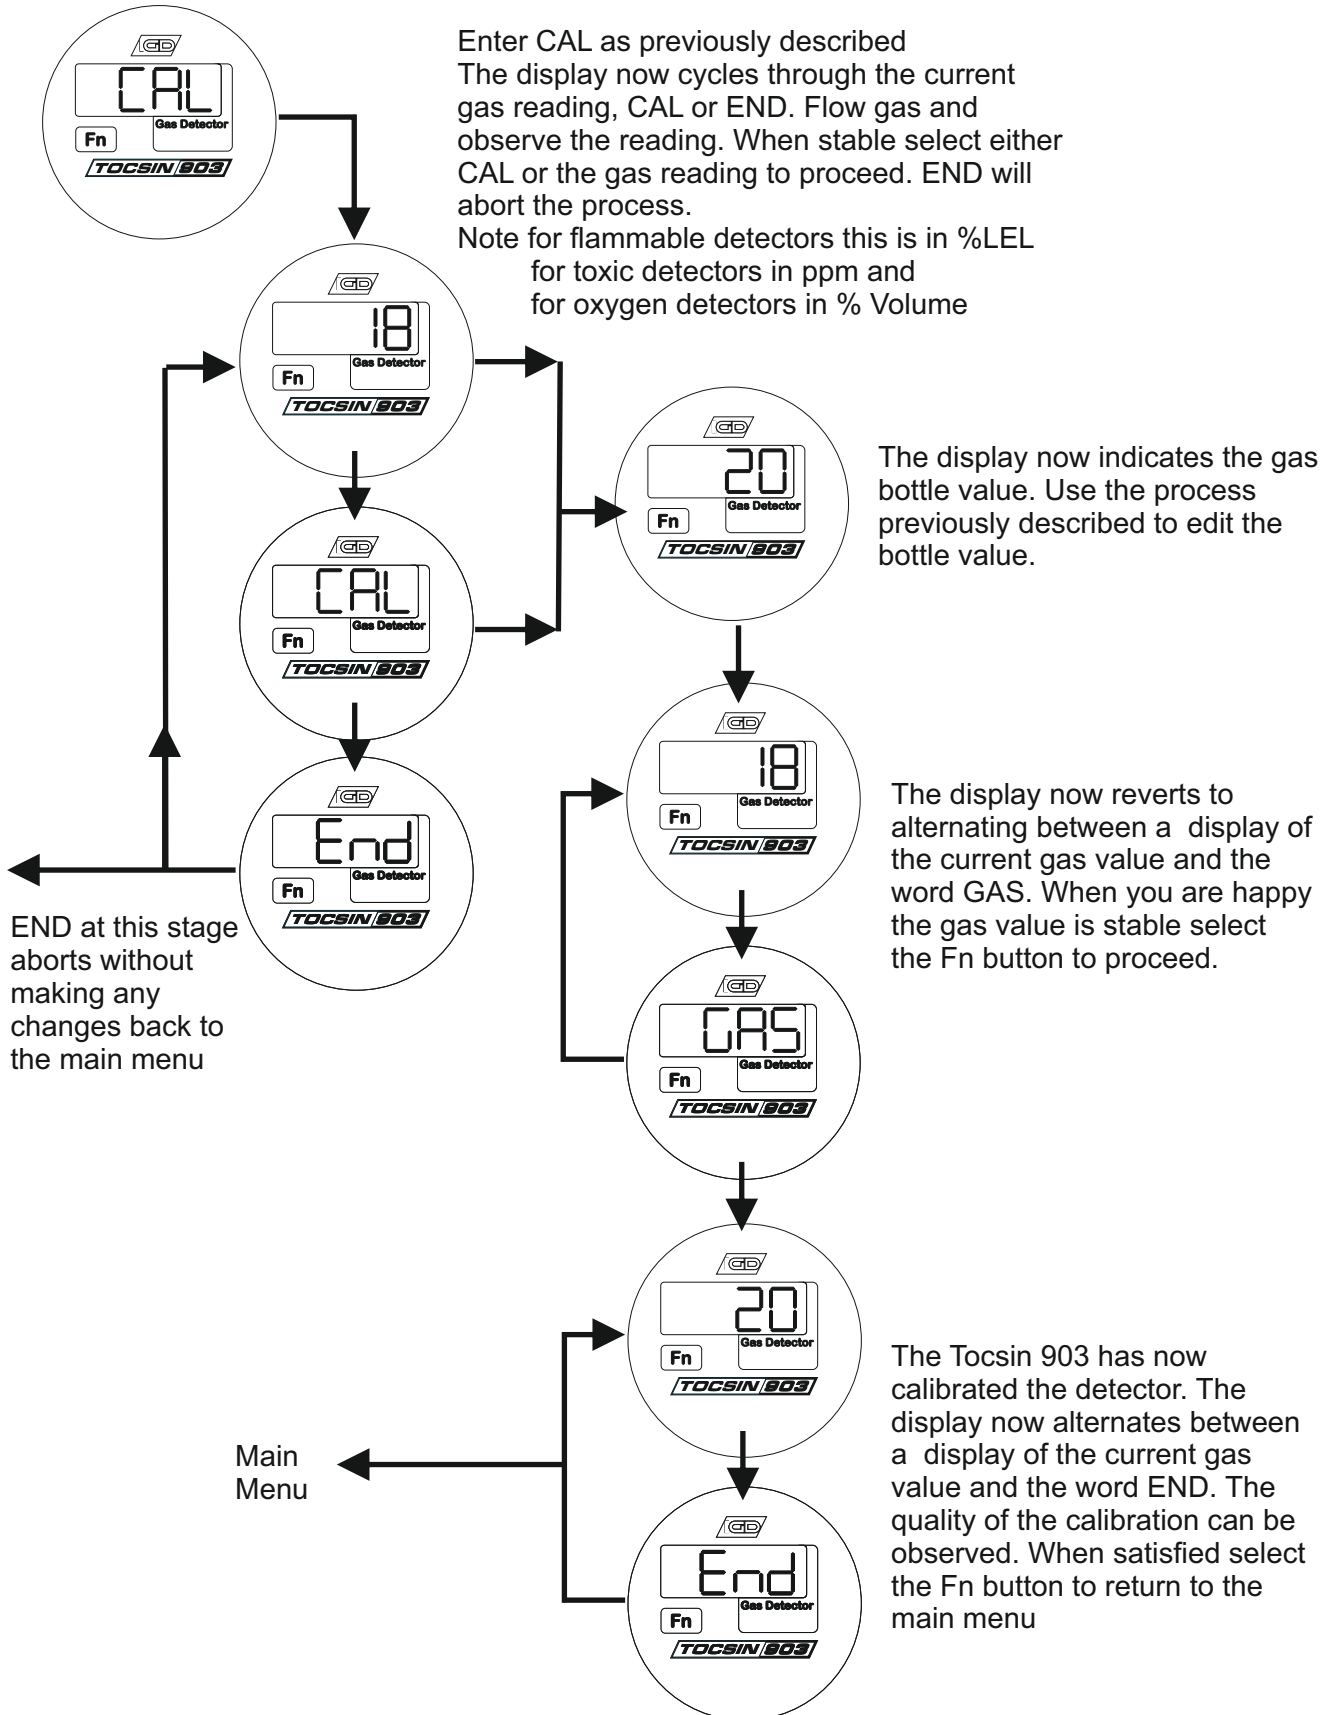 GD
CAL
Gas Detector
Fn
TOCSIN 903
Enter CAL as previously described
The display now cycles through the current
gas reading, CAL or END. Flow gas and
observe the reading. When stable select either
CAL or the gas reading to proceed. END will
abort the process.
Note for flammable detectors this is in %LEL
for toxic detectors in ppm and
for oxygen detectors in % Volume
GD
18
Gas Detector
Fn
TOCSIN 903
GD
20
Gas Detector
Fn
TOCSIN 903
The display now indicates the gas
bottle value. Use the process
previously described to edit the
bottle value.
GD
CAL
Gas Detector
Fn
TOCSIN 903
GD
End
Gas Detector
Fn
TOCSIN 903
END at this stage
aborts without
making any
changes back to
the main menu
GD
18
Gas Detector
Fn
TOCSIN 903
The display now reverts to
alternating between a  display of
the current gas value and the
word GAS. When you are happy
the gas value is stable select
the Fn button to proceed.
GD
GAS
Gas Detector
Fn
TOCSIN 903
GD
20
Gas Detector
Fn
TOCSIN 903
The Tocsin 903 has now
calibrated the detector. The
display now alternates between
a  display of the current gas
value and the word END. The
quality of the calibration can be
observed. When satisfied select
the Fn button to return to the
main menu
Main
Menu
GD
End
Gas Detector
Fn
TOCSIN 903